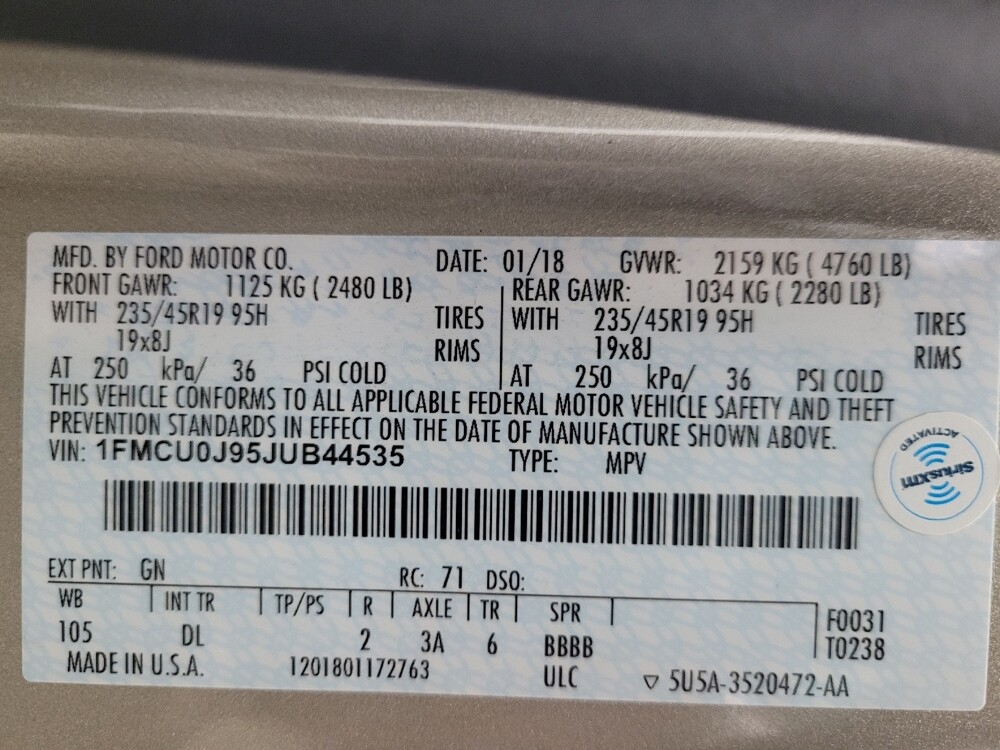 MFD. BY FORD MOTOR CO. DATE: 01/18 GVWR: 2159 KG ( 4760 LB)
FRONT GAWR: 1125 KG ( 2480 LB) REAR GAWR: 1034 KG ( 2280 LB)
WITH 235/45R19 95H TIRES WITH 235/45R19 95H TIRES
19x8J RIMS 19x8J RIMS
AT 250 kPa/ 36 PSI COLD AT 250 kPa/ 36 PSI COLD
THIS VEHICLE CONFORMS TO ALL APPLICABLE FEDERAL MOTOR VEHICLE SAFETY AND THEFT
PREVENTION STANDARDS IN EFFECT ON THE DATE OF MANUFACTURE SHOWN ABOVE.
VIN: 1FMCU0J95JUB44535 TYPE: MPV
SiriusXm
ACTIVATED
EXT PNT: GN RC: 71 DSO:
WB INT TR TP/PS R AXLE TR SPR F0031
105 DL 2 3A 6 BBBB T0238
MADE IN U.S.A. 1201801172763 ULC ▽ 5U5A-3520472-AA